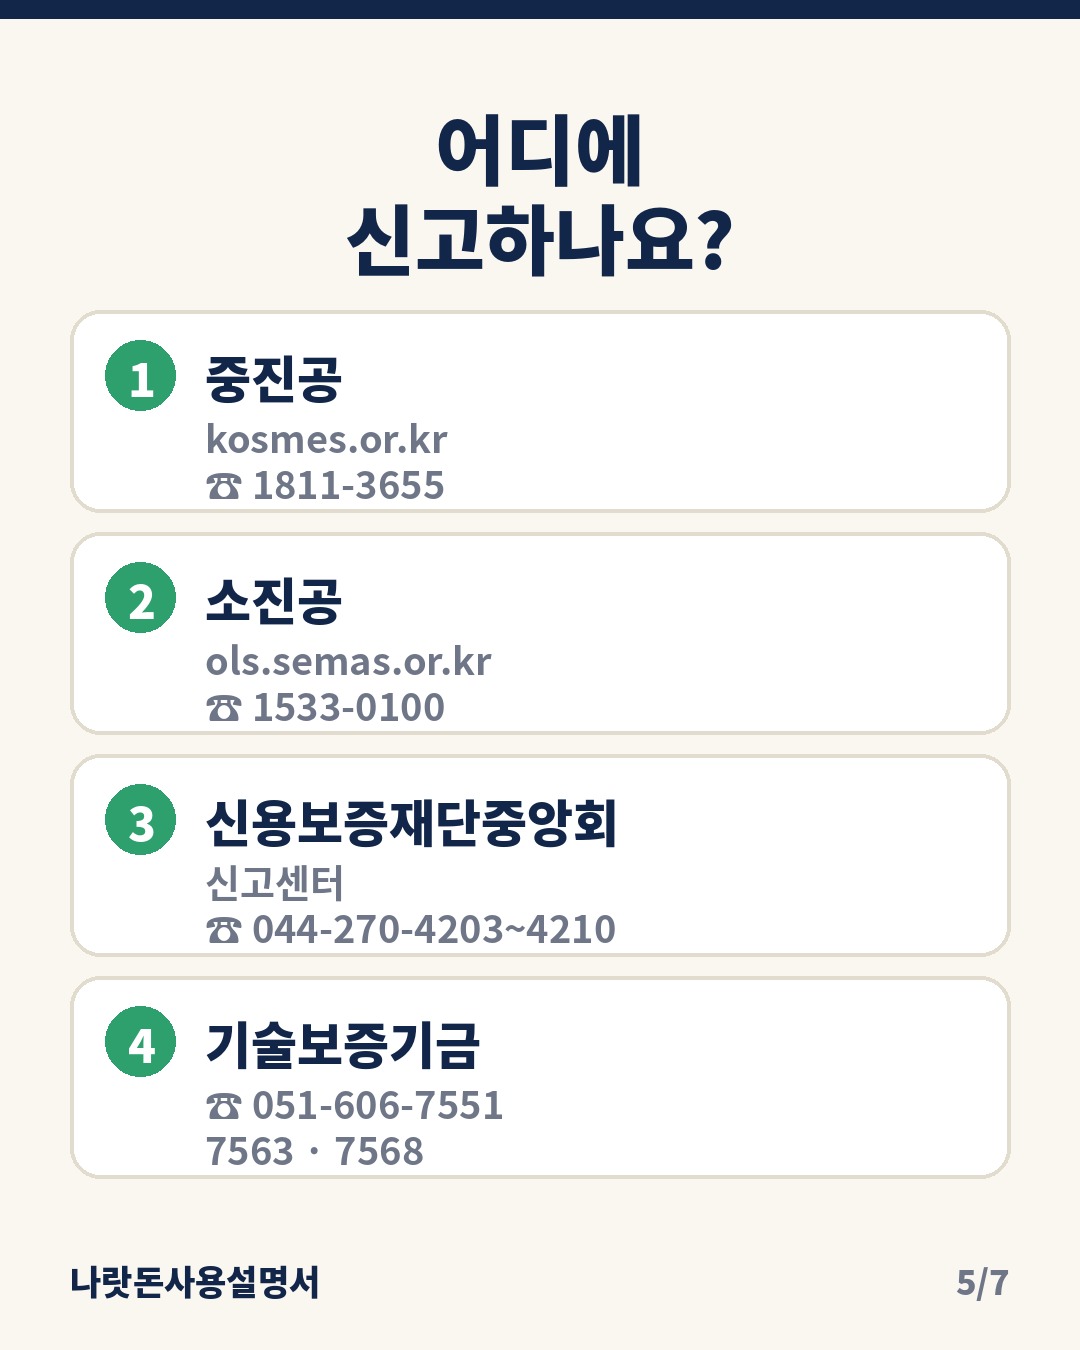 어디에
신고하나요?
1 중진공
kosmes.or.kr
☎ 1811-3655
2 소진공
ols.semas.or.kr
☎ 1533-0100
3 신용보증재단중앙회
신고센터
☎ 044-270-4203~4210
4 기술보증기금
☎ 051-606-7551
7563 · 7568
나랏돈사용설명서
5/7